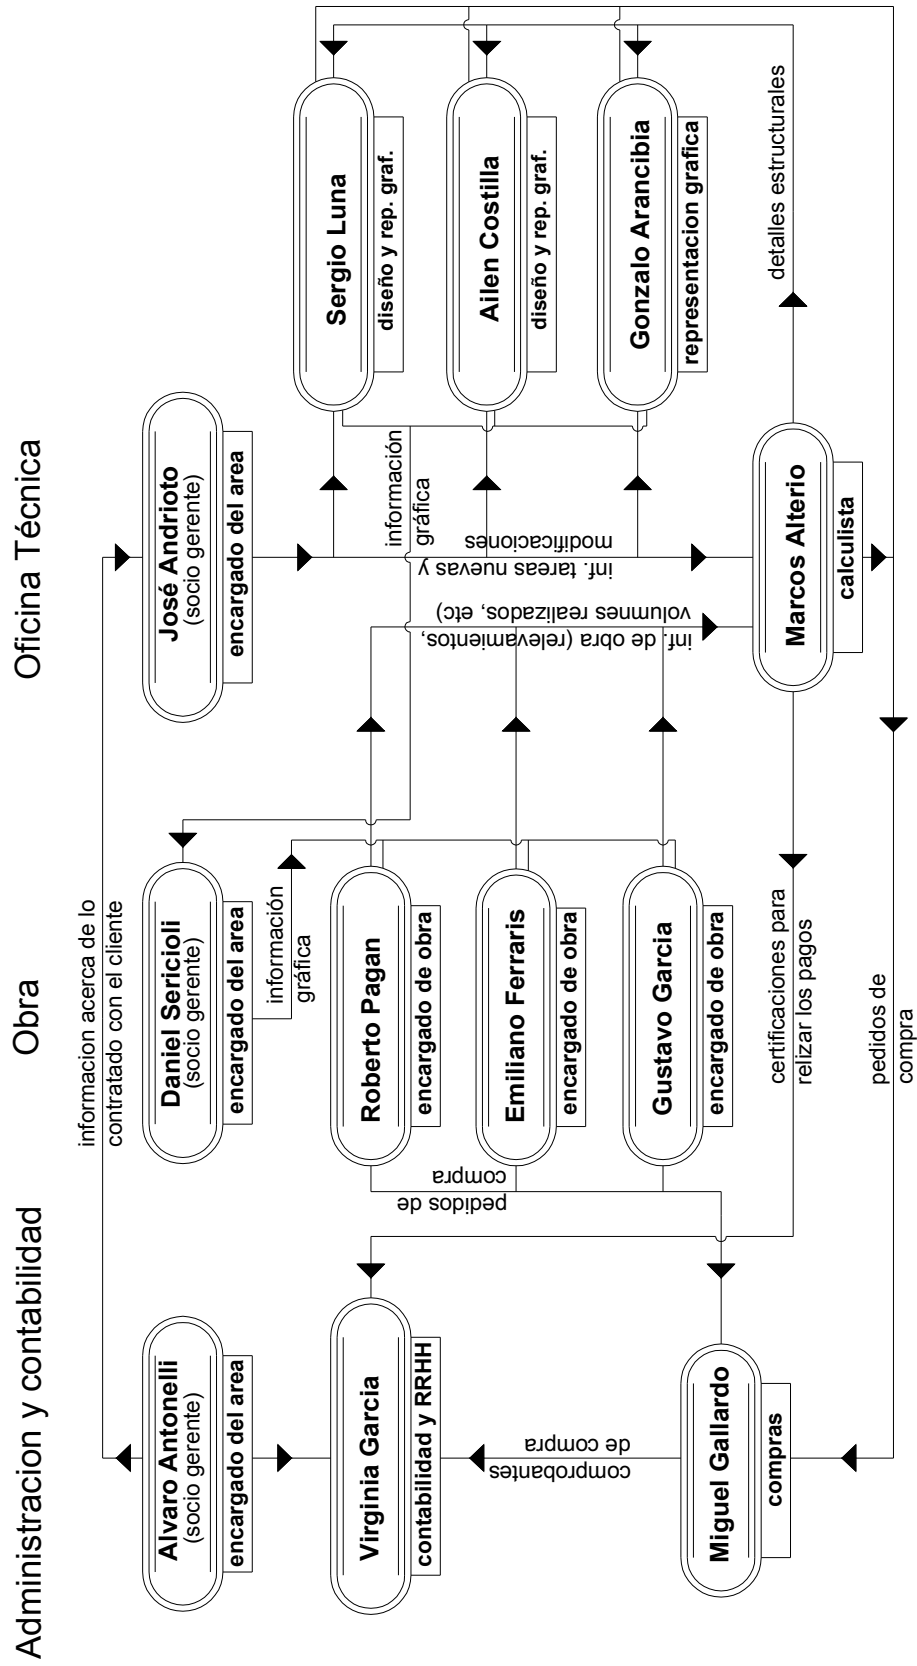 Administracion y contabilidad
Obra
Oficina Técnica
informacion acerca de lo
contratado con el cliente
Alvaro Antonelli
(socio gerente)
encargado del area
Daniel Sericioli
(socio gerente)
encargado del area
José Andrioto
(socio gerente)
encargado del area
información
gráfica
información
gráfica
Virginia Garcia
contabilidad y RRHH
Roberto Pagan
encargado de obra
Sergio Luna
diseño y rep. graf.
pedidos de
compra
Emiliano Ferraris
encargado de obra
inf. de obra (relevamientos,
volumnes realizados, etc)
inf. tareas nuevas y
modificaciones
Ailen Costilla
diseño y rep. graf.
comprobantes
de compra
Gustavo Garcia
encargado de obra
Gonzalo Arancibia
representacion grafica
Miguel Gallardo
compras
certificaciones para
relizar los pagos
Marcos Alterio
calculista
detalles estructurales
pedidos de
compra